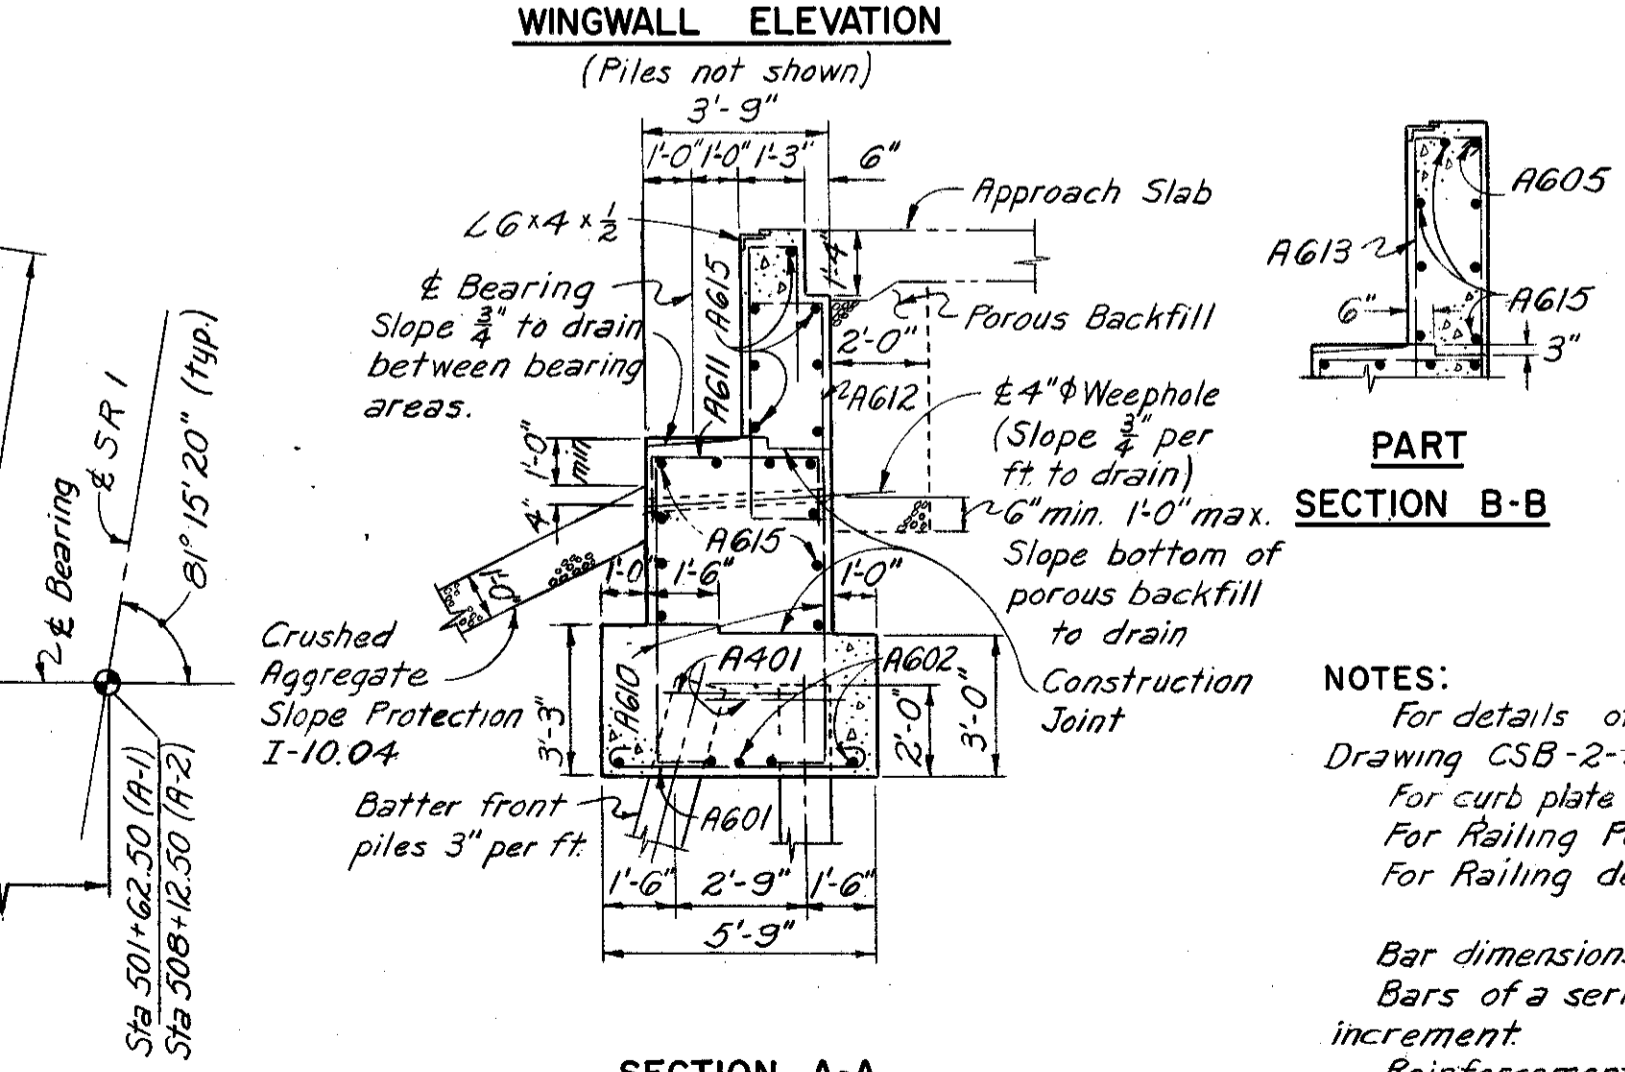 WINGWALL ELEVATION
(Piles not shown)
3'-9"
1'-0" 1'-0" 1'-3" 6"
Approach Slab
L6x4x1/2
1'-4"
℄ Bearing
Slope 3/4" to drain
between bearing
areas.
A611
A615
Porous Backfill
2'-0"
A612
℄ 4"Φ Weephole
(Slope 3/4" per
ft. to drain)
6" min. 1'-0" max.
Slope bottom of
porous backfill
to drain
1'-0"
min
4"
A615
1'-0"
1'-0" 1'-6" 1'-0"
Crushed
Aggregate
Slope Protection
I-10.04
3'-3"
A610
A401
A602
2'-0"
3'-0"
Construction
Joint
Batter front
piles 3" per ft.
A601
1'-6" 2'-9" 1'-6"
5'-9"
SECTION A-A
℄ Bearing
℄ SR 1
81° 15' 20" (typ.)
Sta 501+62.50 (A-1)
Sta 508+12.50 (A-2)
A605
A613
A615
6"
3"
PART
SECTION B-B
NOTES:
For details
Drawing CSB-2-
For curb plate
For Railing
For Railing
Bar
Bars of a
increment.